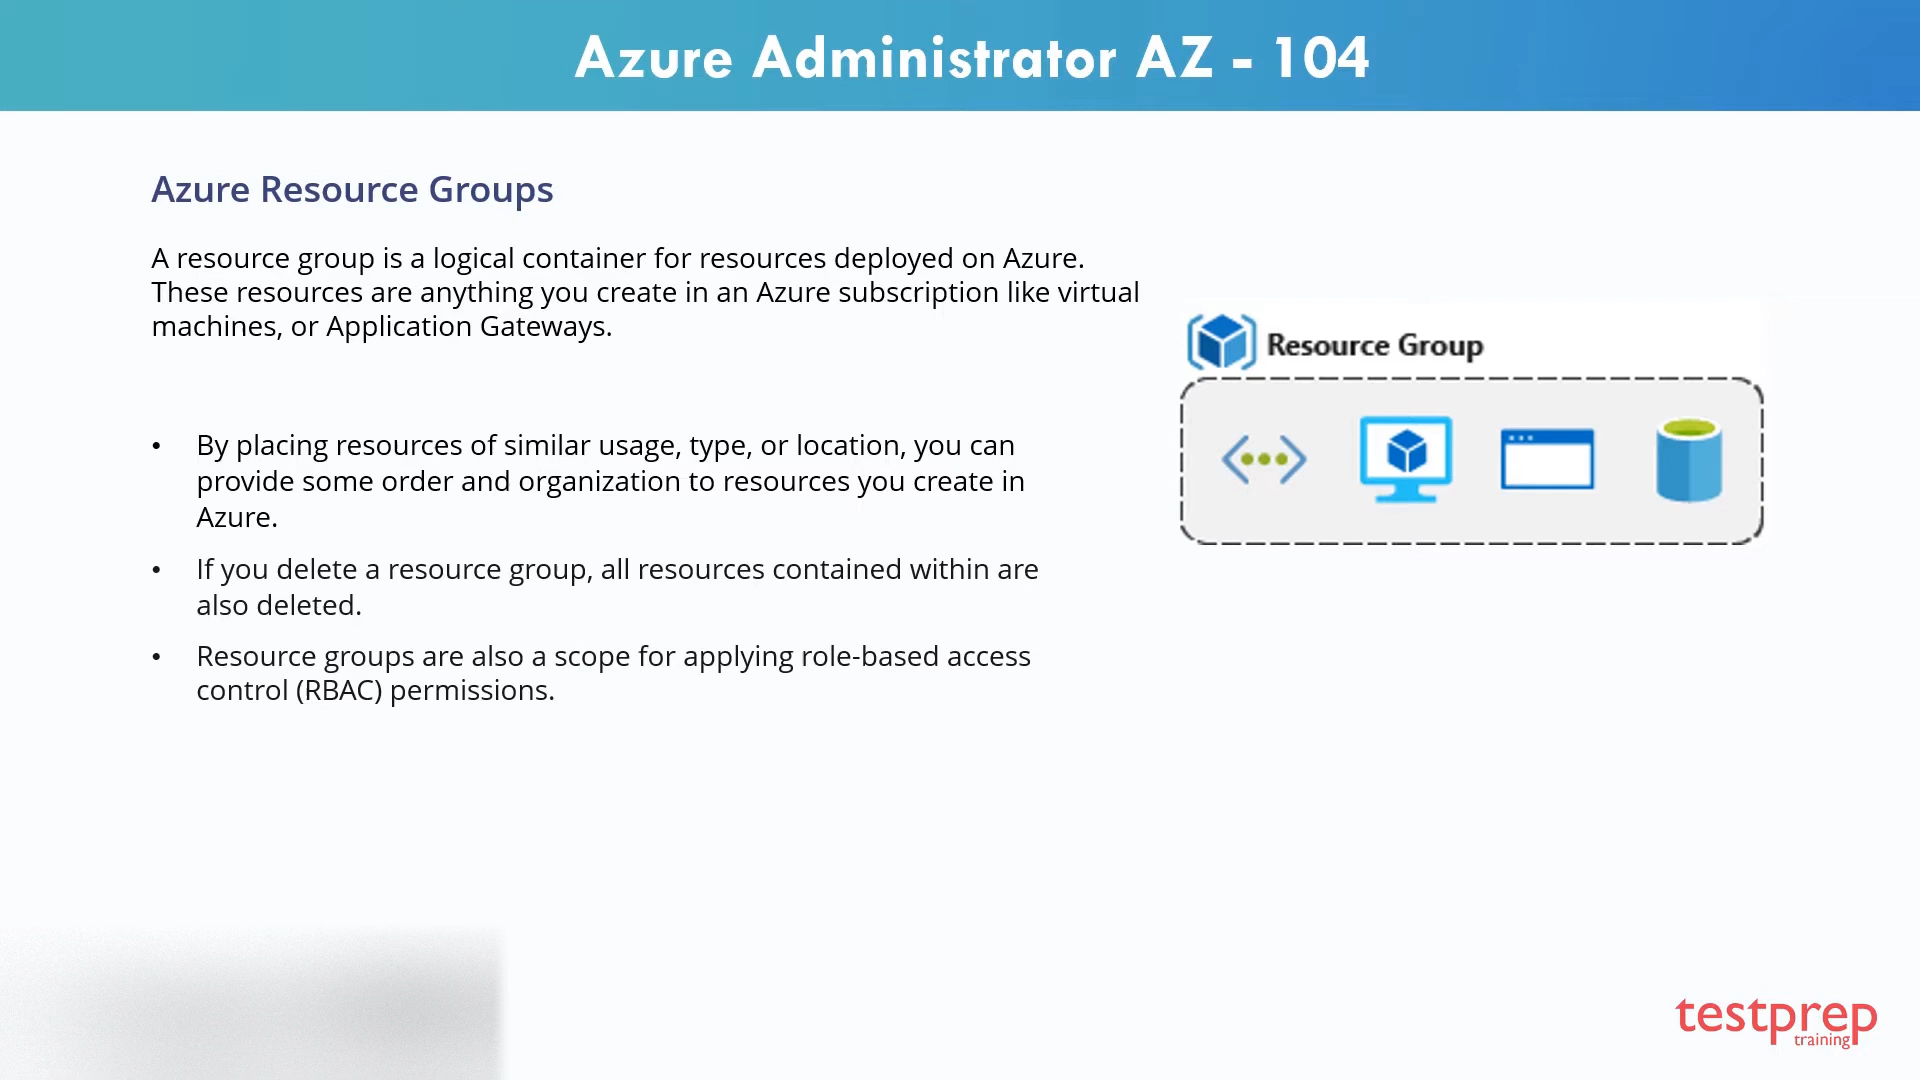 Azure Administrator AZ - 104
Azure Resource Groups
A resource group is a logical container for resources deployed on Azure.
These resources are anything you create in an Azure subscription like virtual
machines, or Application Gateways.
Resource Group
• By placing resources of similar usage, type, or location, you can
provide some order and organization to resources you create in
Azure.
• If you delete a resource group, all resources contained within are
also deleted.
• Resource groups are also a scope for applying role-based access
control (RBAC) permissions.
testprep
training